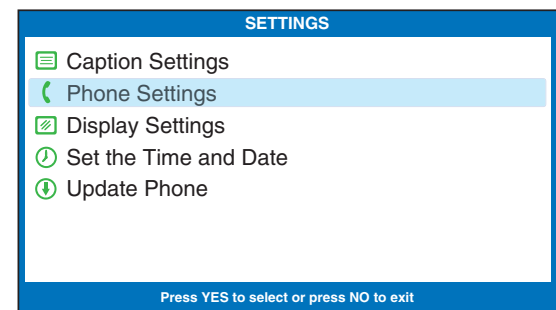 SETTINGS
Caption Settings
Phone Settings
Display Settings
Set the Time and Date
Update Phone
Press YES to select or press NO to exit